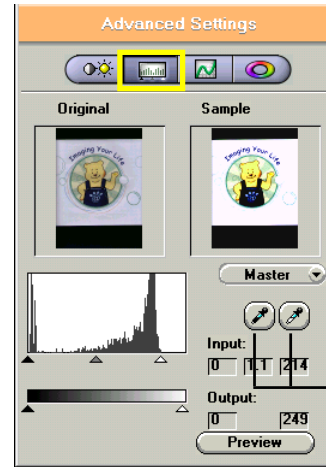 Advanced Settings
Original Sample
Imaging Your Life
Imaging Your Life
Master
Input:
0 1.1 214
Output:
0 249
Preview